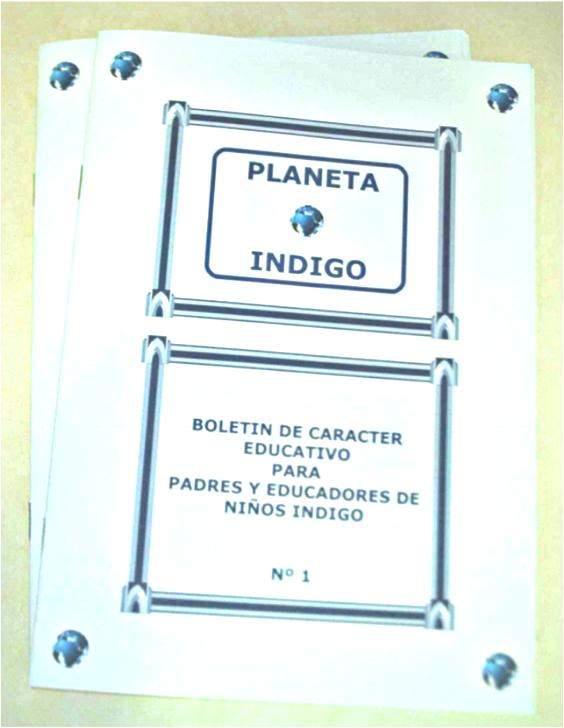 PLANETA
INDIGO
BOLETIN DE CARACTER
EDUCATIVO
PARA
PADRES Y EDUCADORES DE
NIÑOS INDIGO
Nº 1